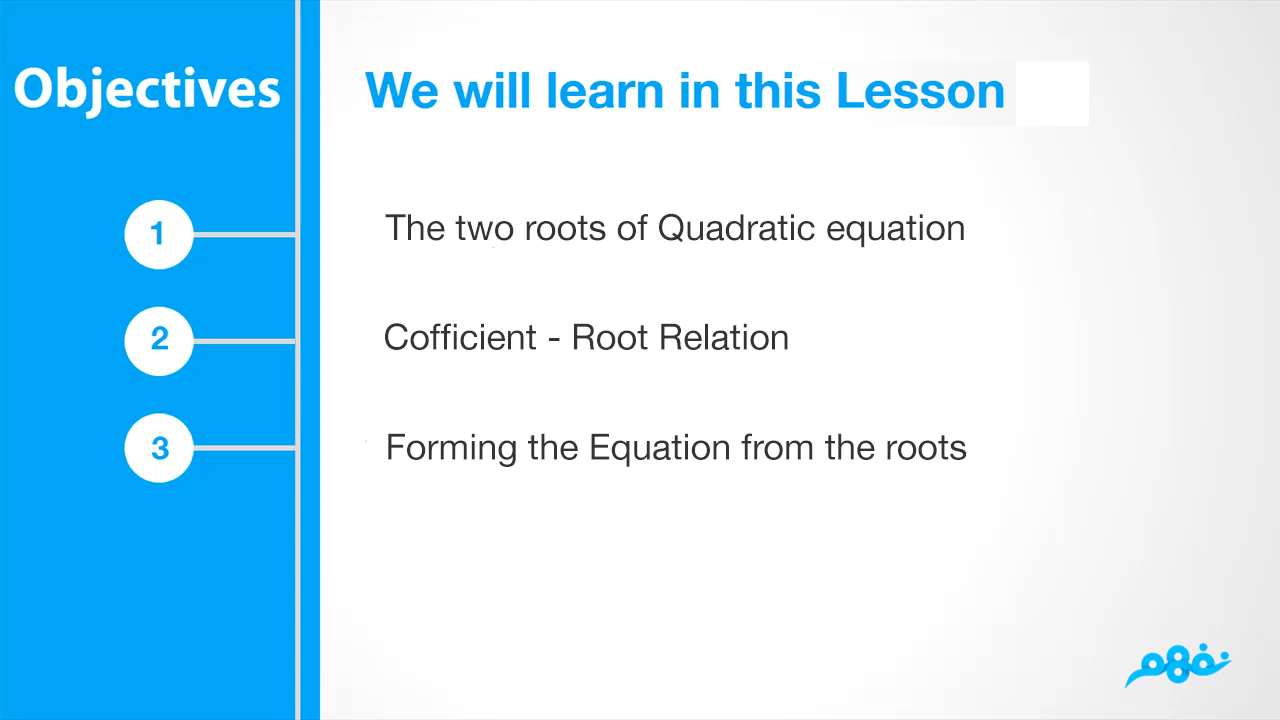 Objectives
We will learn in this Lesson
1
The two roots of Quadratic equation
2
Cofficient - Root Relation
3
Forming the Equation from the roots
نفهم